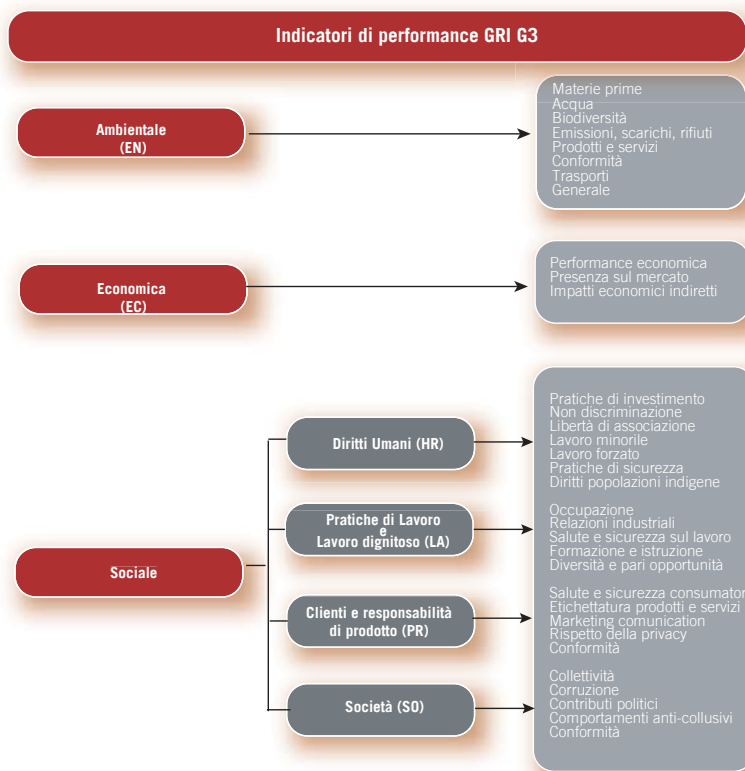 Indicatori di performance GRI G3
Ambientale
(EN)
Materie prime
Acqua
Biodiversità
Emissioni, scarichi, rifiuti
Prodotti e servizi
Conformità
Trasporti
Generale
Economica
(EC)
Performance economica
Presenza sul mercato
Impatti economici indiretti
Sociale
Diritti Umani (HR)
Pratiche di investimento
Non discriminazione
Libertà di associazione
Lavoro minorile
Lavoro forzato
Pratiche di sicurezza
Diritti popolazioni indigene
Pratiche di Lavoro
e
Lavoro dignitoso (LA)
Occupazione
Relazioni industriali
Salute e sicurezza sul lavoro
Formazione e istruzione
Diversità e pari opportunità
Clienti e responsabilità
di prodotto (PR)
Salute e sicurezza consumator
Etichettatura prodotti e servizi
Marketing comunication
Rispetto della privacy
Conformità
Società (SO)
Collettività
Corruzione
Contributi politici
Comportamenti anti-collusivi
Conformità